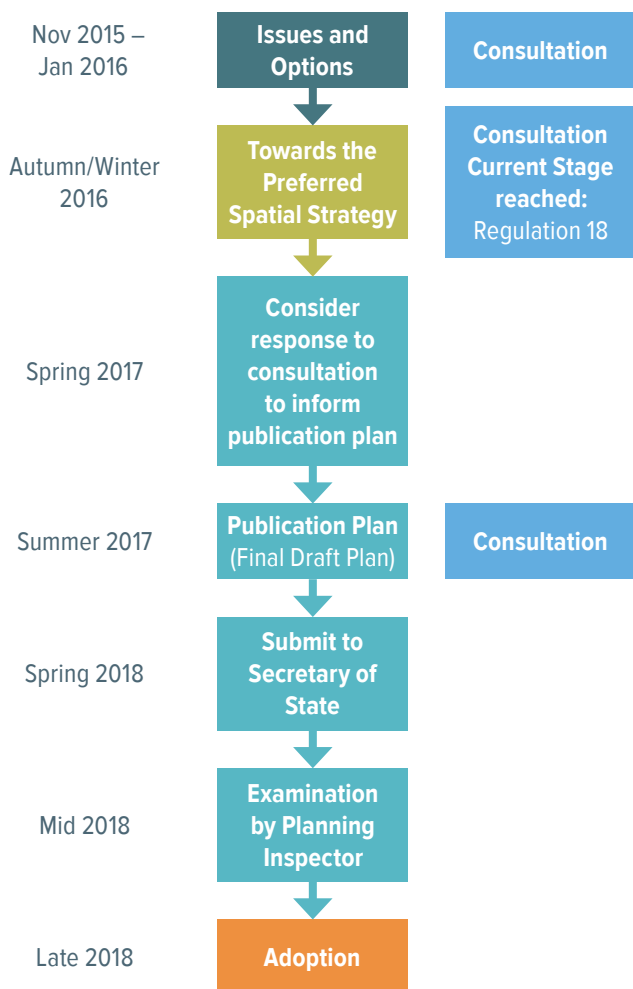 Nov 2015 –
Jan 2016
Issues and
Options
Consultation
Autumn/Winter
2016
Towards the
Preferred
Spatial Strategy
Consultation
Current Stage
reached:
Regulation 18
Spring 2017
Consider
response to
consultation
to inform
publication plan
Summer 2017
Publication Plan
(Final Draft Plan)
Consultation
Spring 2018
Submit to
Secretary of
State
Mid 2018
Examination
by Planning
Inspector
Late 2018
Adoption